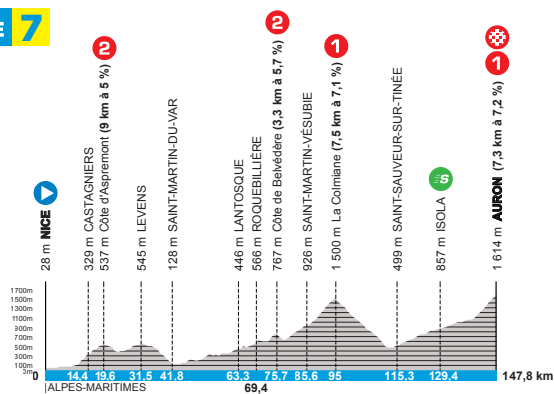 E 7
2
2
1
1
28 m NICE
329 m CASTAGNIERS
537 m Côte d'Aspremont (9 km à 5 %)
545 m LEVENS
128 m SAINT-MARTIN-DU-VAR
446 m LANTOSQUE
566 m ROQUEBILLIÈRE
767 m Côte de Belvédère (3,3 km à 5,7 %)
926 m SAINT-MARTIN-VÉSUBIE
1 500 m La Colmiane (7,5 km à 7,1 %)
499 m SAINT-SAUVEUR-SUR-TINÉE
857 m ISOLA
S
1 614 m AURON (7,3 km à 7,2 %)
1700m
1500m
1300m
1100m
900m
700m
500m
300m
100m
0m
0 14,4 19,6 31,5 41,8 63,3 75,7 85,6 95 115,3 129,4 147,8 km
ALPES-MARITIMES 69,4